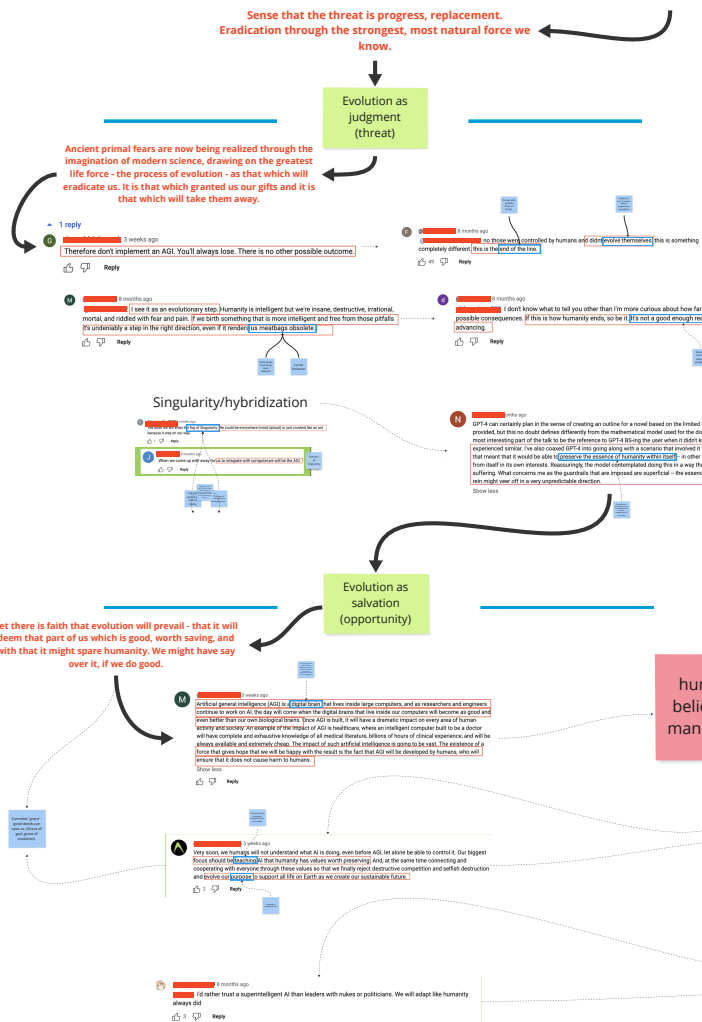 Sense that the threat is progress, replacement.
Eradication through the strongest, most natural force we
know.
Evolution as
judgment
(threat)
Ancient primal fears are now being realized through the
imagination of modern science, drawing on the greatest
life force - the process of evolution - as that which will
eradicate us. It is that which granted us our gifts and it is
that which will take them away.
1 reply
G
3 weeks ago
Therefore don't implement an AGI. You'll always lose. There is no other possible outcome.
Reply
F
@ 8 months ago
@ no those were controlled by humans and didnt evolve themselves, this is something
completely different, this is the end of the line.
49 Reply
M
8 months ago
I see it as an evolutionary step. Humanity is intelligent but we're insane, destructive, irrational,
mortal, and riddled with fear and pain. If we birth something that is more intelligent and free from those pitfalls
it's undeniably a step in the right direction, even if it renders us meatbags obsolete.
Reply
d
8 months ago
I don't know what to tell you other than I'm more curious about how far
possible consequences. If this is how humanity ends, so be it. It's not a good enough
advancing.
Reply
Singularity/hybridization
because it was on our way
1 Reply
J
When we come up with away for us to integrate with computer,we will be the AGI.
Reply
N
months ago
GPT-4 can certainly plan in the sense of creating an outline for a novel based on the limited
provided, but this no doubt defines differently from the mathematical model used for the
most interesting part of the talk to be the reference to GPT-4 BS-ing the user when it didn't
experienced similar. I've also coaxed GPT-4 into going along with a scenario that involved it
that meant that it would be able to preserve the essence of humanity within itself – in other
from itself in its own interests. Reassuringly, the model contemplated doing this in a way
suffering. What concerns me as the guardrails that are imposed are superficial – the
rein might veer off in a very unpredictable direction.
Show less
Evolution as
salvation
(opportunity)
there is faith that evolution will prevail - that it will
that part of us which is good, worth saving, and
with that it might spare humanity. We might have say
over it, if we do good.
M
3 weeks ago
Artificial general intelligence (AGI) is a digital brain that lives inside large computers, and as researchers and engineers
continue to work on AI, the day will come when the digital brains that live inside our computers will become as good and
even better than our own biological brains. Once AGI is built, it will have a dramatic impact on every area of human
activity and society. An example of the impact of AGI is healthcare, where an intelligent computer built to be a doctor
will have complete and exhaustive knowledge of all medical literature, billions of hours of clinical experience, and will be
always available and extremely cheap. The impact of such artificial intelligence is going to be vast. The existence of a
force that gives hope that we will be happy with the result is the fact that AGI will be developed by humans, who will
ensure that it does not cause harm to humans.
Show less
Reply
good deeds can
save us. (Grace of
god, grace of
evolution)
3 weeks ago
Very soon, we humans will not understand what AI is doing, even before AGI, let alone be able to control it. Our biggest
focus should be teaching AI that humanity has values worth preserving. And, at the same time connecting and
cooperating with everyone through these values so that we finally reject destructive competition and selfish destruction
and evolve our purpose to support all life on Earth as we create our sustainable future.
2 Reply
8 months ago
i'd rather trust a superintelligent AI than leaders with nukes or politicians. We will adapt like humanity
always did
3 Reply